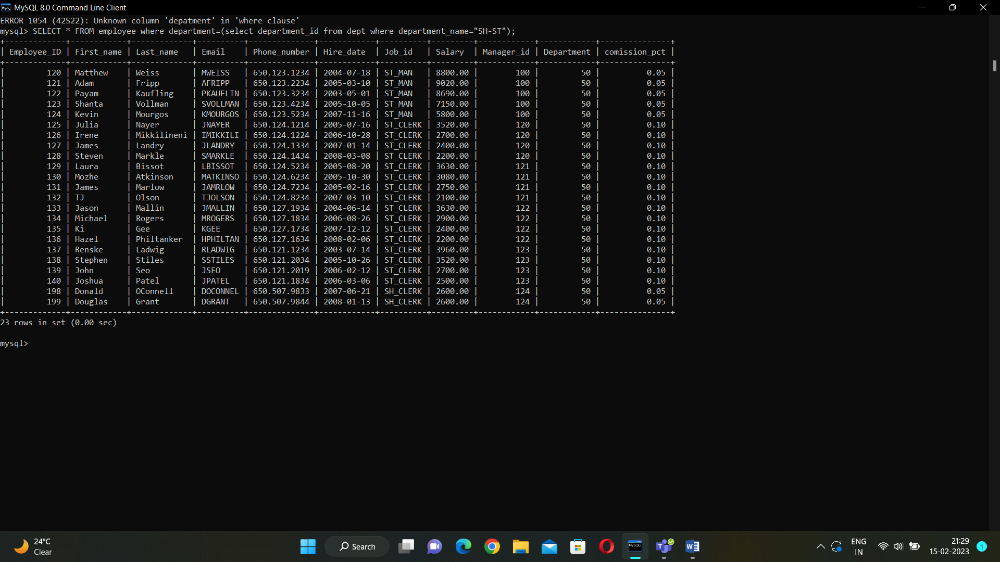 MySQL 8.0 Command Line Client
ERROR 1054 (42S22): Unknown column 'depatment' in 'where clause'
mysql> SELECT * FROM employee where department=(select department_id from dept where department_name="SH-ST");
+-------------+------------+-------------+----------+--------------+------------+----------+---------+------------+------------+---------------+
| Employee_ID | First_name | Last_name   | Email    | Phone_number | Hire_date  | Job_id   | Salary  | Manager_id | Department | comission_pct |
+-------------+------------+-------------+----------+--------------+------------+----------+---------+------------+------------+---------------+
|         120 | Matthew    | Weiss       | MWEISS   | 650.123.1234 | 2004-07-18 | ST_MAN   | 8800.00 |        100 |         50 |          0.05 |
|         121 | Adam       | Fripp       | AFRIPP   | 650.123.2234 | 2005-03-10 | ST_MAN   | 9020.00 |        100 |         50 |          0.05 |
|         122 | Payam      | Kaufling    | PKAUFLIN | 650.123.3234 | 2003-05-01 | ST_MAN   | 8690.00 |        100 |         50 |          0.05 |
|         123 | Shanta     | Vollman     | SVOLLMAN | 650.123.4234 | 2005-10-05 | ST_MAN   | 7150.00 |        100 |         50 |          0.05 |
|         124 | Kevin      | Mourgos     | KMOURGOS | 650.123.5234 | 2007-11-16 | ST_MAN   | 5800.00 |        100 |         50 |          0.05 |
|         125 | Julia      | Nayer       | JNAYER   | 650.124.1214 | 2005-07-16 | ST_CLERK | 3520.00 |        120 |         50 |          0.10 |
|         126 | Irene      | Mikkilineni | IMIKKILI | 650.124.1224 | 2006-10-28 | ST_CLERK | 2700.00 |        120 |         50 |          0.10 |
|         127 | James      | Landry      | JLANDRY  | 650.124.1334 | 2007-01-14 | ST_CLERK | 2400.00 |        120 |         50 |          0.10 |
|         128 | Steven     | Markle      | SMARKLE  | 650.124.1434 | 2008-03-08 | ST_CLERK | 2200.00 |        120 |         50 |          0.10 |
|         129 | Laura      | Bissot      | LBISSOT  | 650.124.5234 | 2005-08-20 | ST_CLERK | 3630.00 |        121 |         50 |          0.10 |
|         130 | Mozhe      | Atkinson    | MATKINSO | 650.124.6234 | 2005-10-30 | ST_CLERK | 3080.00 |        121 |         50 |          0.10 |
|         131 | James      | Marlow      | JAMRLOW  | 650.124.7234 | 2005-02-16 | ST_CLERK | 2750.00 |        121 |         50 |          0.10 |
|         132 | TJ         | Olson       | TJOLSON  | 650.124.8234 | 2007-03-10 | ST_CLERK | 2100.00 |        121 |         50 |          0.10 |
|         133 | Jason      | Mallin      | JMALLIN  | 650.127.1934 | 2004-06-14 | ST_CLERK | 3630.00 |        122 |         50 |          0.10 |
|         134 | Michael    | Rogers      | MROGERS  | 650.127.1834 | 2006-08-26 | ST_CLERK | 2900.00 |        122 |         50 |          0.10 |
|         135 | Ki         | Gee         | KGEE     | 650.127.1734 | 2007-12-12 | ST_CLERK | 2400.00 |        122 |         50 |          0.10 |
|         136 | Hazel      | Philtanker  | HPHILTAN | 650.127.1634 | 2008-02-06 | ST_CLERK | 2200.00 |        122 |         50 |          0.10 |
|         137 | Renske     | Ladwig      | RLADWIG  | 650.121.1234 | 2003-07-14 | ST_CLERK | 3960.00 |        123 |         50 |          0.10 |
|         138 | Stephen    | Stiles      | SSTILES  | 650.121.2034 | 2005-10-26 | ST_CLERK | 3520.00 |        123 |         50 |          0.10 |
|         139 | John       | Seo         | JSEO     | 650.121.2019 | 2006-02-12 | ST_CLERK | 2700.00 |        123 |         50 |          0.10 |
|         140 | Joshua     | Patel       | JPATEL   | 650.121.1834 | 2006-03-06 | ST_CLERK | 2500.00 |        123 |         50 |          0.10 |
|         198 | Donald     | OConnell    | DOCONNEL | 650.507.9833 | 2007-06-21 | SH_CLERK | 2600.00 |        124 |         50 |          0.05 |
|         199 | Douglas    | Grant       | DGRANT   | 650.507.9844 | 2008-01-13 | SH_CLERK | 2600.00 |        124 |         50 |          0.05 |
+-------------+------------+-------------+----------+--------------+------------+----------+---------+------------+------------+---------------+
23 rows in set (0.00 sec)
mysql>
24°C
Clear
Search
ENG
IN
21:29
15-02-2023
1